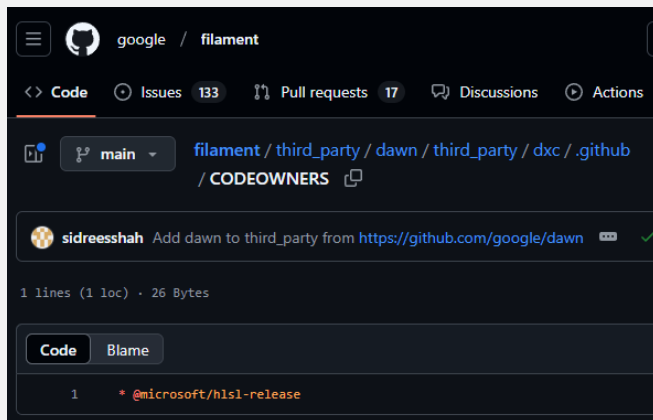 google / filament
<> Code Issues 133 Pull requests 17 Discussions Actions
main filament / third_party / dawn / third_party / dxc / .github
/ CODEOWNERS
sidreesshah Add dawn to third_party from https://github.com/google/dawn
1 lines (1 loc) · 26 Bytes
Code Blame
1 * @microsoft/hlsl-release